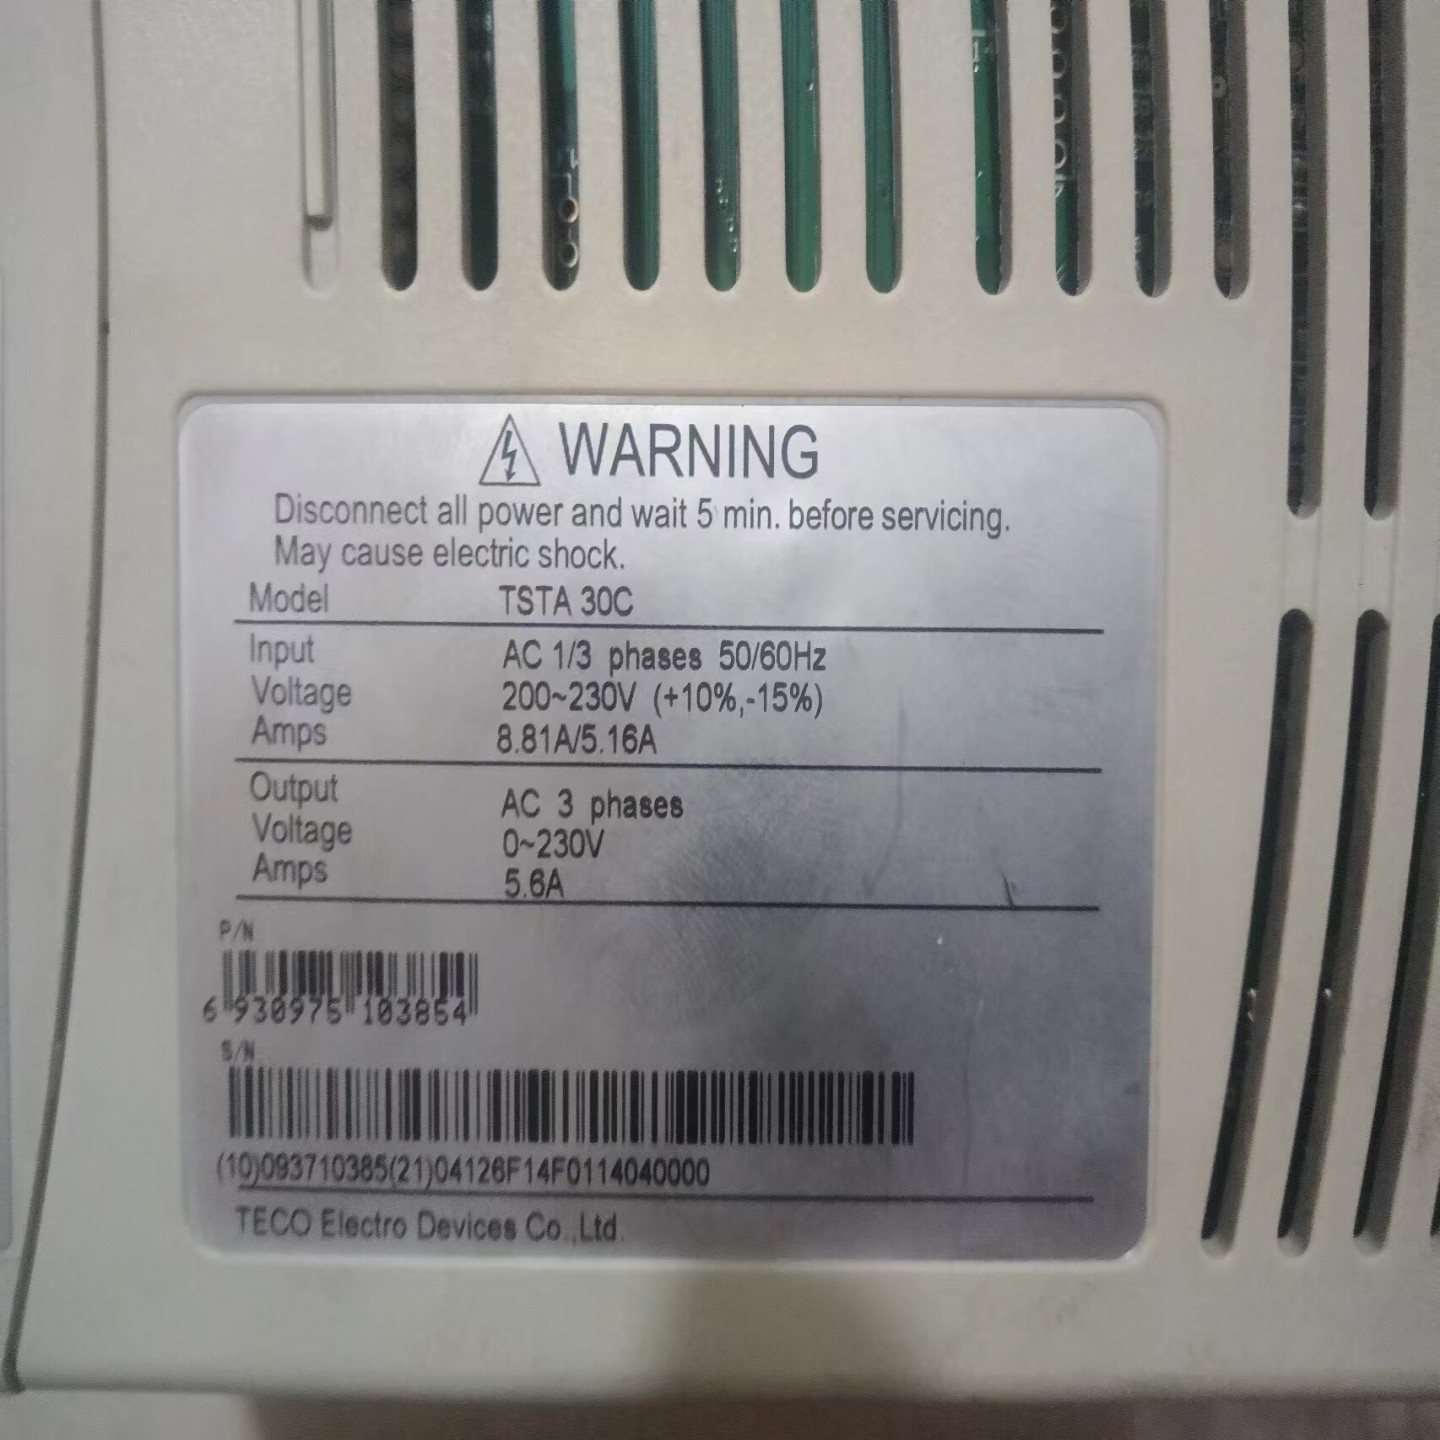 WARNING
Disconnect all power and wait 5 min. before servicing.
May cause electric shock.
Model TSTA 30C
Input AC 1/3 phases 50/60Hz
Voltage 200~230V (+10%,-15%)
Amps 8.81A/5.16A
Output AC 3 phases
Voltage 0~230V
Amps 5.6A
P/N
6 930975 103854
S/N
(10)093710385(21)04126F14F0114040000
TECO Electro Devices Co.,Ltd.